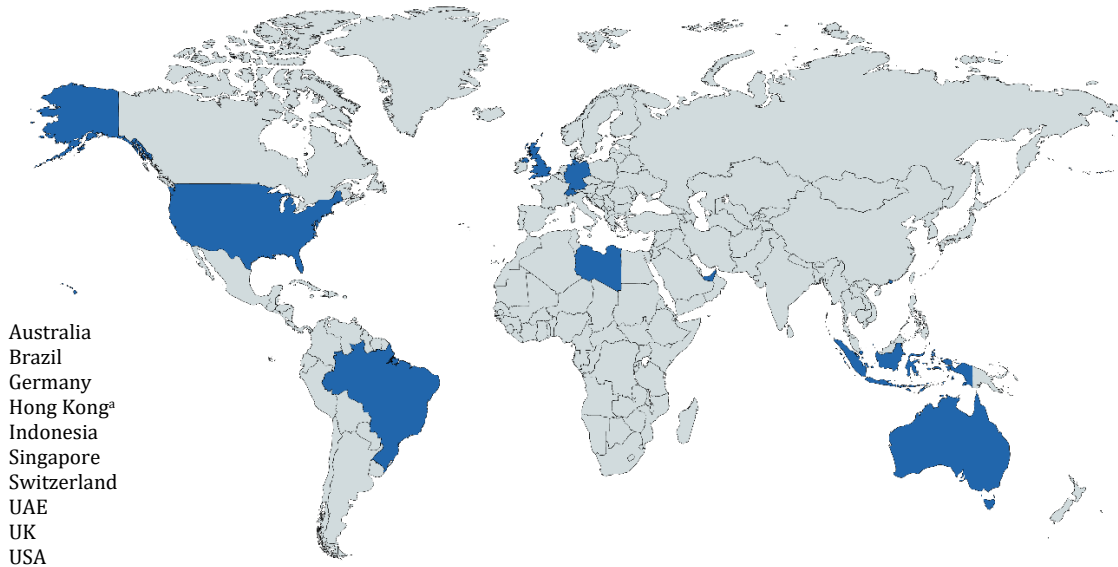 Australia
Brazil
Germany
Hong Kongᵃ
Indonesia
Singapore
Switzerland
UAE
UK
USA